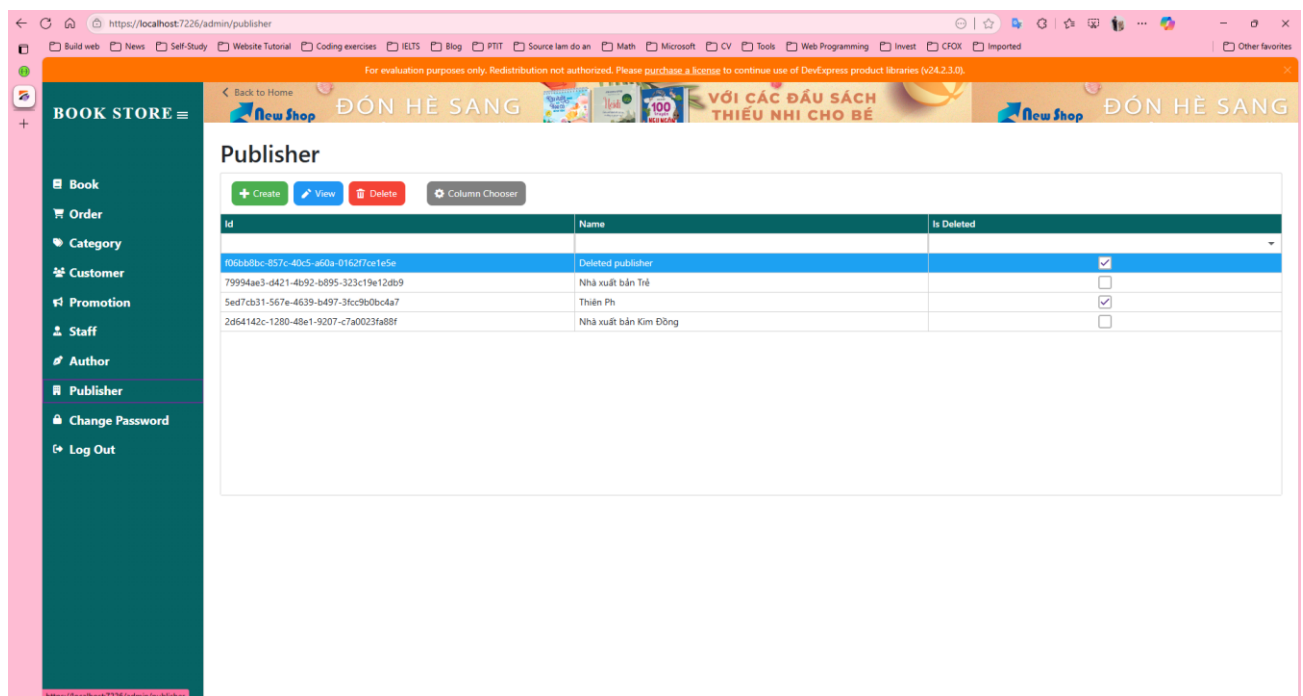 https://localhost:7226/admin/publisher
Build web News Self-Study Website Tutorial Coding exercises IELTS Blog PTIT Source lam do an Math Microsoft CV Tools Web Programming Invest CFOX Imported Other favorites
For evaluation purposes only. Redistribution not authorized. Please purchase a license to continue use of DevExpress product libraries (v24.2.3.0).
BOOK STORE
Back to Home
New Shop ĐÓN HÈ SANG
100
VỚI CÁC ĐẦU SÁCH
THIẾU NHI CHO BÉ
New Shop ĐÓN HÈ SANG
Book
Order
Category
Customer
Promotion
Staff
Author
Publisher
Change Password
Log Out
Publisher
Create View Delete Column Chooser
Id Name Is Deleted
f06bb8bc-857c-40c5-a60a-0162f7ce1e5e Deleted publisher
79994ae3-d421-4b92-b895-323c19e12db9 Nhà xuất bản Trẻ
5ed7cb31-567e-4639-b497-3fcc9b0bc4a7 Thiên Ph
2d64142c-1280-48e1-9207-c7a0023fa88f Nhà xuất bản Kim Đồng
https://localhost:7226/admin/publisher